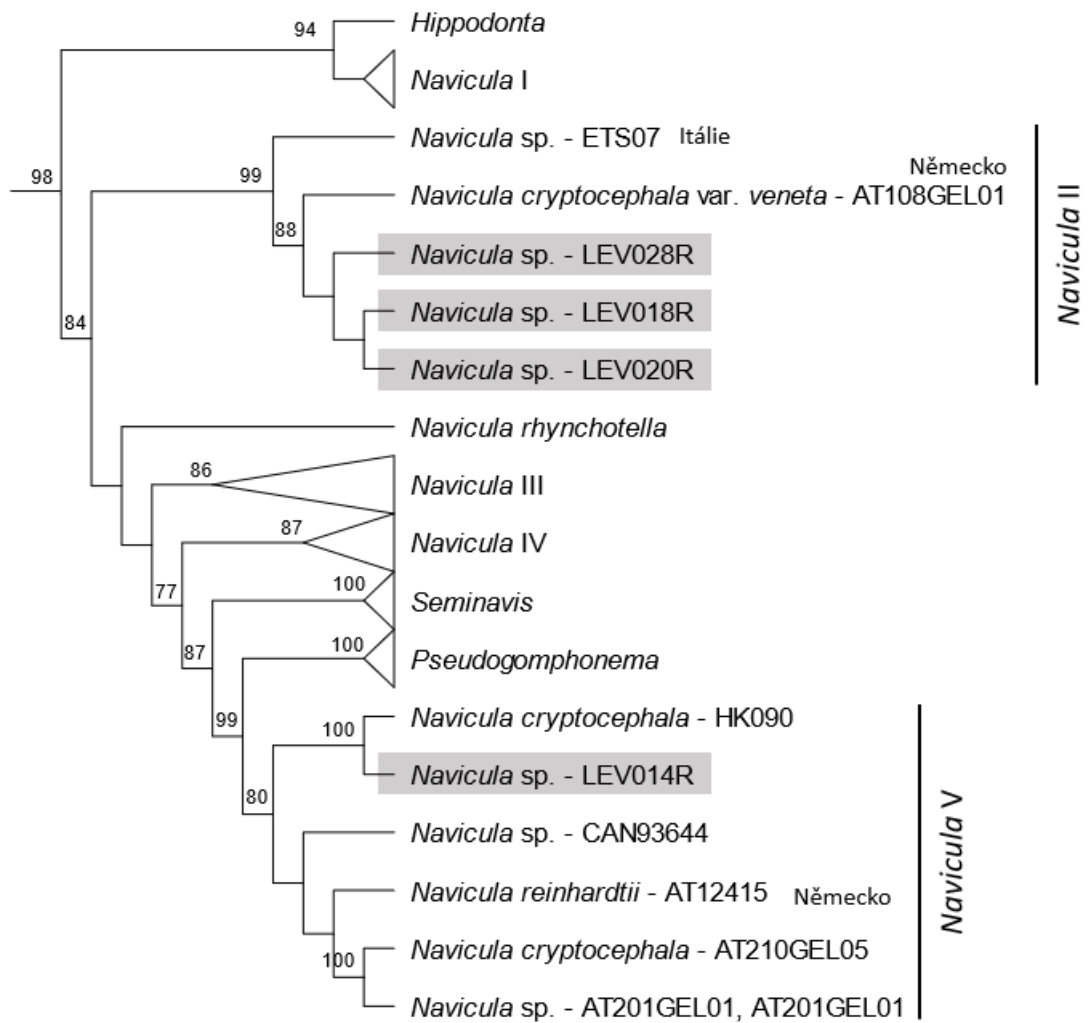 94
Hippodonta
Navicula I
98
99
Navicula sp. - ETS07 Itálie
Německo
88
Navicula cryptocephala var. veneta - AT108GEL01
Navicula sp. - LEV028R
Navicula sp. - LEV018R
Navicula sp. - LEV020R
Navicula II
84
Navicula rhynchotella
86
Navicula III
87
Navicula IV
77
100
Seminavis
87
100
Pseudogomphonema
99
100
Navicula cryptocephala - HK090
Navicula sp. - LEV014R
80
Navicula sp. - CAN93644
Navicula reinhardtii - AT12415 Německo
100
Navicula cryptocephala - AT210GEL05
Navicula sp. - AT201GEL01, AT201GEL01
Navicula V